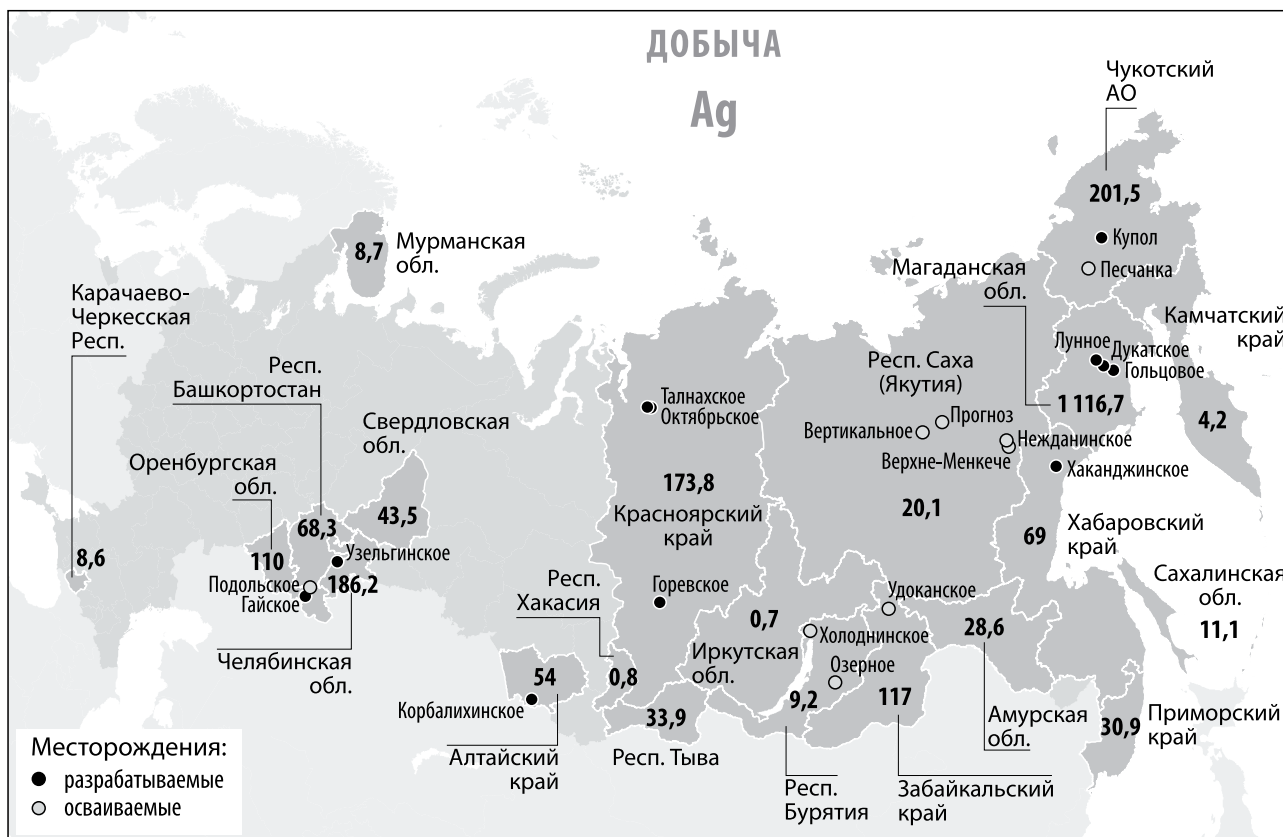 ДОБЫЧА
Ag
Чукотский
АО
201,5
Купол
Песчанка
Мурманская
обл.
8,7
Магаданская
обл.
Карачаево-
Черкесская
Респ.
Камчатский
край
Лунное
Дукатское
Гольцовое
Респ.
Башкортостан
Респ. Саха
(Якутия)
Талнахское
Октябрьское
1 116,7
4,2
Свердловская
обл.
Прогноз
Вертикальное
Нежданинское
Верхне-Менкече
Хаканджинское
Оренбургская
обл.
173,8
20,1
43,5
68,3
Красноярский
край
69
Хабаровский
край
8,6
110
Узельгинское
186,2
Подольское
Гайское
Респ.
Хакасия
Горевское
Удоканское
Сахалинская
обл.
11,1
0,7
Холоднинское
28,6
Иркутская
обл.
Озерное
Челябинская
обл.
54
0,8
9,2
117
Корбалихинское
33,9
Амурская
обл.
30,9
Приморский
край
Алтайский
край
Респ. Тыва
Респ.
Бурятия
Забайкальский
край
Месторождения:
разрабатываемые
осваиваемые